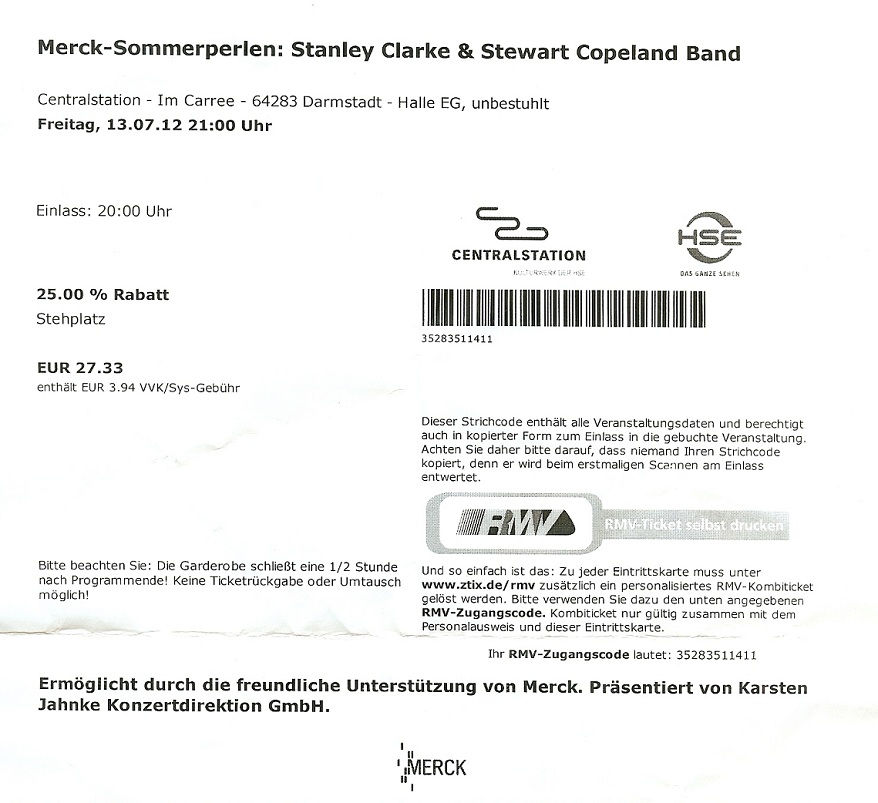 Merck-Sommerperlen: Stanley Clarke & Stewart Copeland Band
Centralstation - Im Carree - 64283 Darmstadt - Halle EG, unbestuhlt
Freitag, 13.07.12 21:00 Uhr
Einlass: 20:00 Uhr
CENTRALSTATION
KULTURWERK DER HSE
HSE
DAS GANZE SEHEN
25.00 % Rabatt
Stehplatz
35283511411
EUR 27.33
enthält EUR 3.94 VVK/Sys-Gebühr
Dieser Strichcode enthält alle Veranstaltungsdaten und berechtigt
auch in kopierter Form zum Einlass in die gebuchte Veranstaltung.
Achten Sie daher bitte darauf, dass niemand Ihren Strichcode
kopiert, denn er wird beim erstmaligen Scannen am Einlass
entwertet.
RMV
RMV-Ticket selbst drucken
Bitte beachten Sie: Die Garderobe schließt eine 1/2 Stunde
nach Programmende! Keine Ticketrückgabe oder Umtausch
möglich!
Und so einfach ist das: Zu jeder Eintrittskarte muss unter
www.ztix.de/rmv zusätzlich ein personalisiertes RMV-Kombiticket
gelöst werden. Bitte verwenden Sie dazu den unten angegebenen
RMV-Zugangscode. Kombiticket nur gültig zusammen mit dem
Personalausweis und dieser Eintrittskarte.
Ihr RMV-Zugangscode lautet: 35283511411
Ermöglicht durch die freundliche Unterstützung von Merck. Präsentiert von Karsten
Jahnke Konzertdirektion GmbH.
MERCK